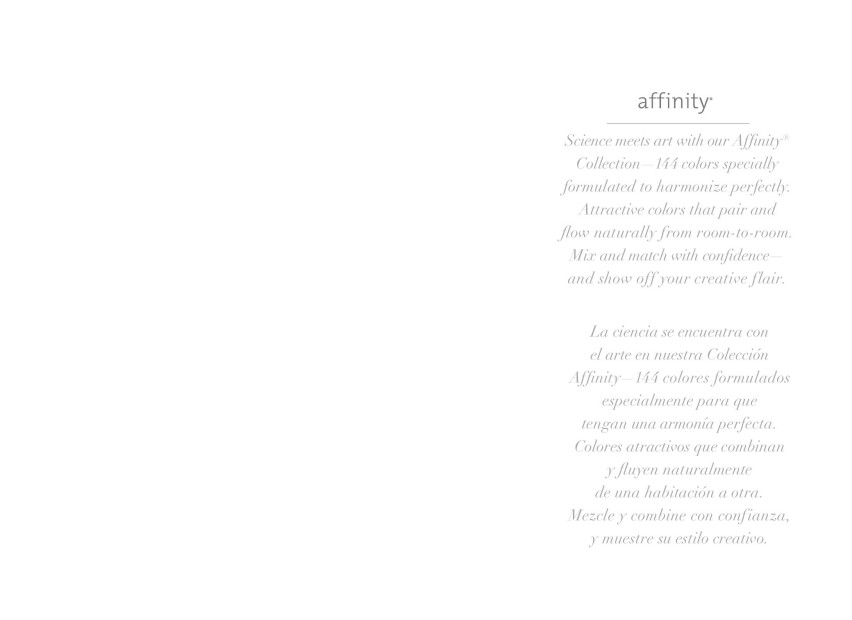 affinity®
Science meets art with our Affinity®
Collection—144 colors specially
formulated to harmonize perfectly.
Attractive colors that pair and
flow naturally from room-to-room.
Mix and match with confidence—
and show off your creative flair.
La ciencia se encuentra con
el arte en nuestra Colección
Affinity—144 colores formulados
especialmente para que
tengan una armonía perfecta.
Colores atractivos que combinan
y fluyen naturalmente
de una habitación a otra.
Mezcle y combine con confianza,
y muestre su estilo creativo.